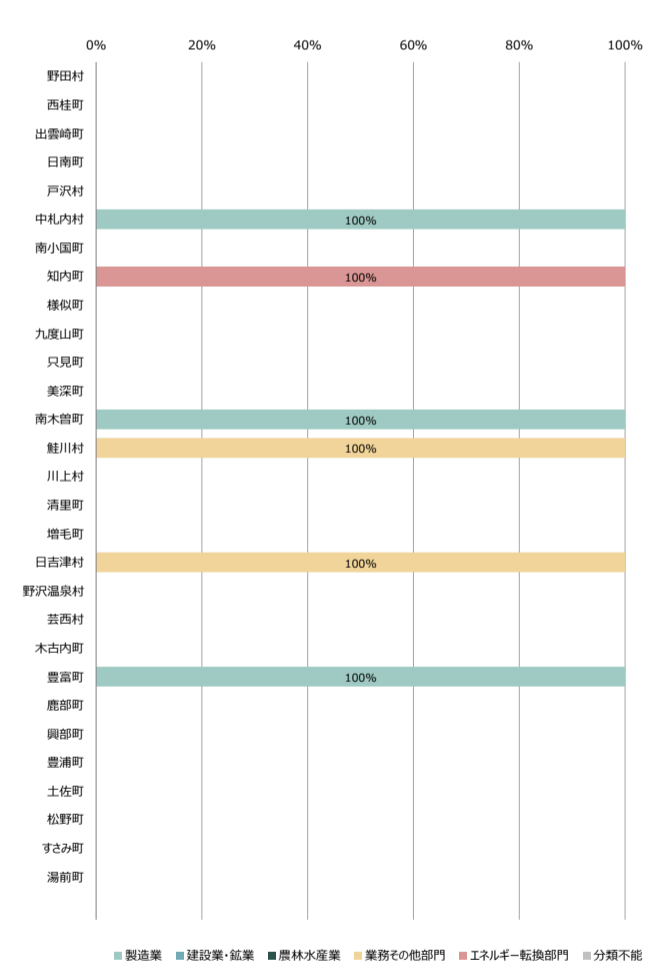 0% 20% 40% 60% 80% 100%
野田村
西桂町
出雲崎町
日南町
戸沢村
中札内村 100%
南小国町
知内町 100%
様似町
九度山町
只見町
美深町
南木曽町 100%
鮭川村 100%
川上村
清里町
増毛町
日吉津村 100%
野沢温泉村
芸西村
木古内町
豊富町 100%
鹿部町
興部町
豊浦町
土佐町
松野町
すさみ町
湯前町
製造業 建設業・鉱業 農林水産業 業務その他部門 エネルギー転換部門 分類不能